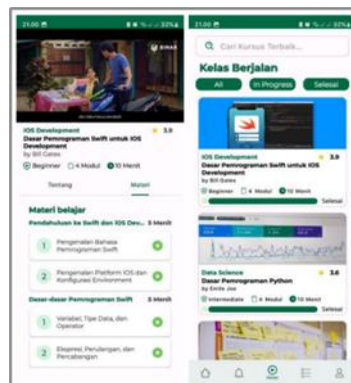 21.00
BINAR
iOS Development
3.9
Dasar Pemrograman Swift untuk iOS
Development
by Bill Gates
Beginner
4 Modul
10 Menit
Tentang
Materi
Materi belajar
Pendahuluan ke Swift dan IOS Dev...
5 Menit
1
Pengenalan Bahasa
Pemrograman Swift
2
Pengenalan Platform iOS dan
Konfigurasi Environment
Dasar-dasar Pemrograman Swift
5 Menit
1
Variabel, Tipe Data, dan
Operator
2
Ekspresi, Perulangan, dan
Percabangan
21.00
Cari Kursus Terbaik...
Kelas Berjalan
All
In Progress
Selesai
iOS Development
3.9
Dasar Pemrograman Swift untuk iOS
Development
by Bill Gates
Beginner
4 Modul
10 Menit
Selesai
Data Science
3.6
Dasar Pemrograman Python
by Emite Joe
Intermediate
4 Modul
10 Menit
Selesai